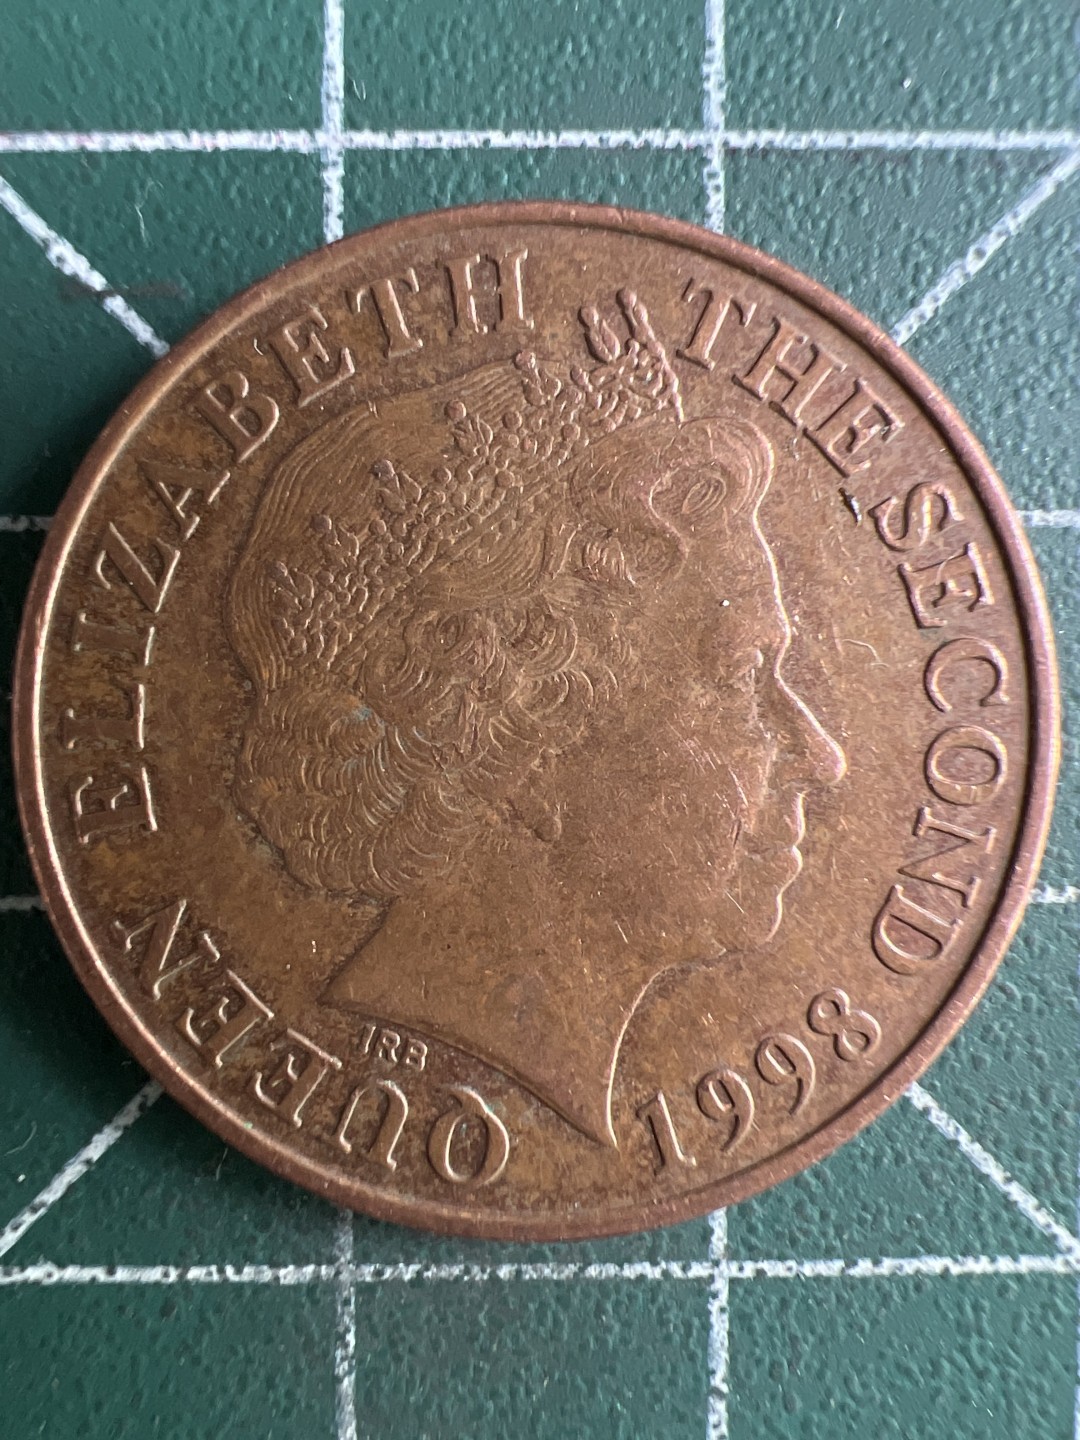 QUEEN ELIZABETH THE SECOND 1998
IRB